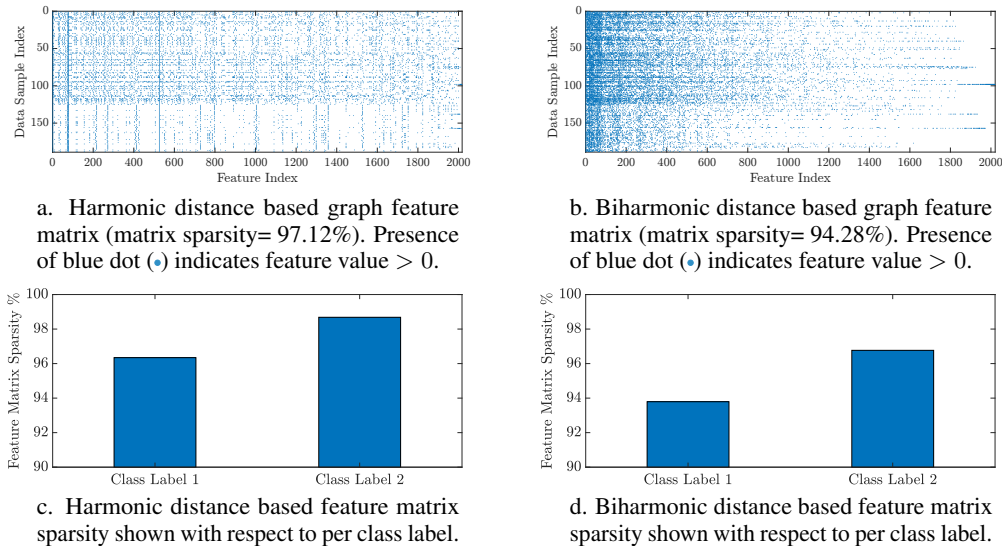 0
50
100
150
Data Sample Index
0 200 400 600 800 1000 1200 1400 1600 1800 2000
Feature Index
a. Harmonic distance based graph feature
matrix (matrix sparsity= 97.12%). Presence
of blue dot (•) indicates feature value > 0.
0
50
100
150
Data Sample Index
0 200 400 600 800 1000 1200 1400 1600 1800 2000
Feature Index
b. Biharmonic distance based graph feature
matrix (matrix sparsity= 94.28%). Presence
of blue dot (•) indicates feature value > 0.
100
98
96
94
92
90
Feature Matrix Sparsity %
Class Label 1 Class Label 2
c. Harmonic distance based feature matrix
sparsity shown with respect to per class label.
100
98
96
94
92
90
Feature Matrix Sparsity %
Class Label 1 Class Label 2
d. Biharmonic distance based feature matrix
sparsity shown with respect to per class label.